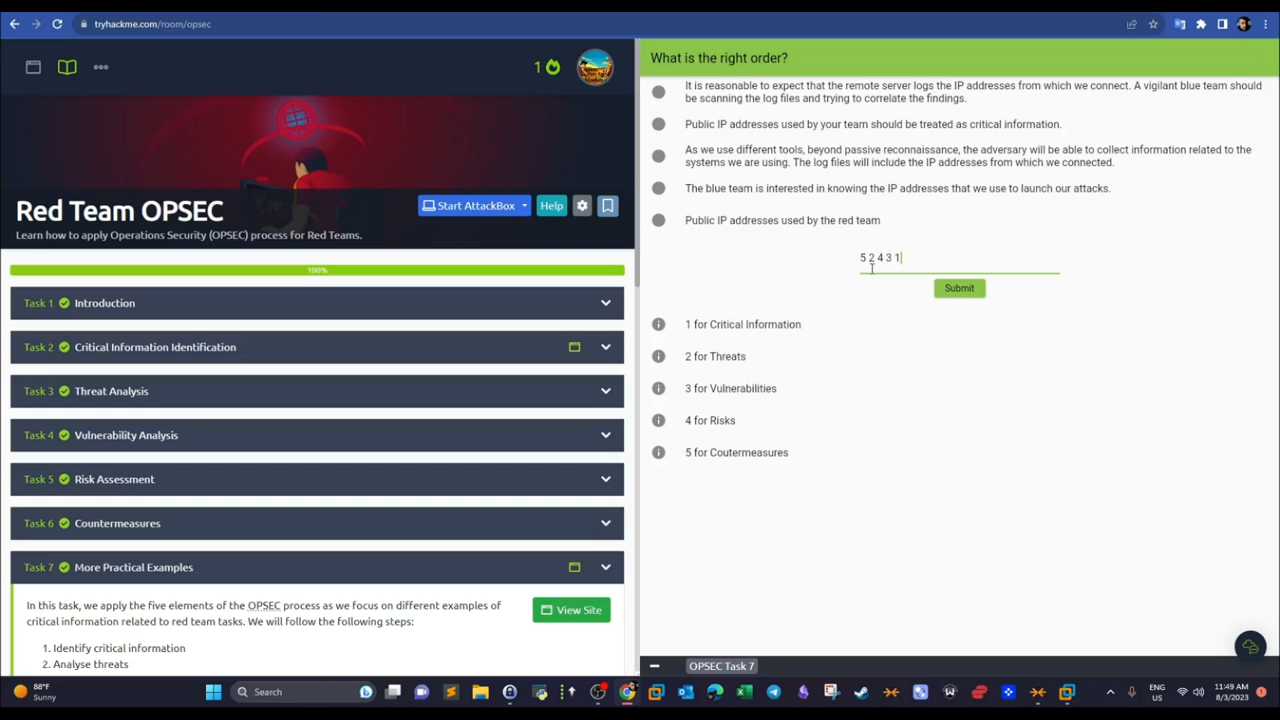 tryhackme.com/room/opsec
1
Red Team OPSEC
Start AttackBox
Help
Learn how to apply Operations Security (OPSEC) process for Red Teams.
100%
Task 1 Introduction
Task 2 Critical Information Identification
Task 3 Threat Analysis
Task 4 Vulnerability Analysis
Task 5 Risk Assessment
Task 6 Countermeasures
Task 7 More Practical Examples
In this task, we apply the five elements of the OPSEC process as we focus on different examples of
critical information related to red team tasks. We will follow the following steps:
View Site
1. Identify critical information
2. Analyse threats
What is the right order?
It is reasonable to expect that the remote server logs the IP addresses from which we connect. A vigilant blue team should
be scanning the log files and trying to correlate the findings.
Public IP addresses used by your team should be treated as critical information.
As we use different tools, beyond passive reconnaissance, the adversary will be able to collect information related to the
systems we are using. The log files will include the IP addresses from which we connected.
The blue team is interested in knowing the IP addresses that we use to launch our attacks.
Public IP addresses used by the red team
5 2 4 3 1
Submit
1 for Critical Information
2 for Threats
3 for Vulnerabilities
4 for Risks
5 for Coutermeasures
OPSEC Task 7
88°F
Sunny
Search
ENG
US
11:49 AM
8/3/2023